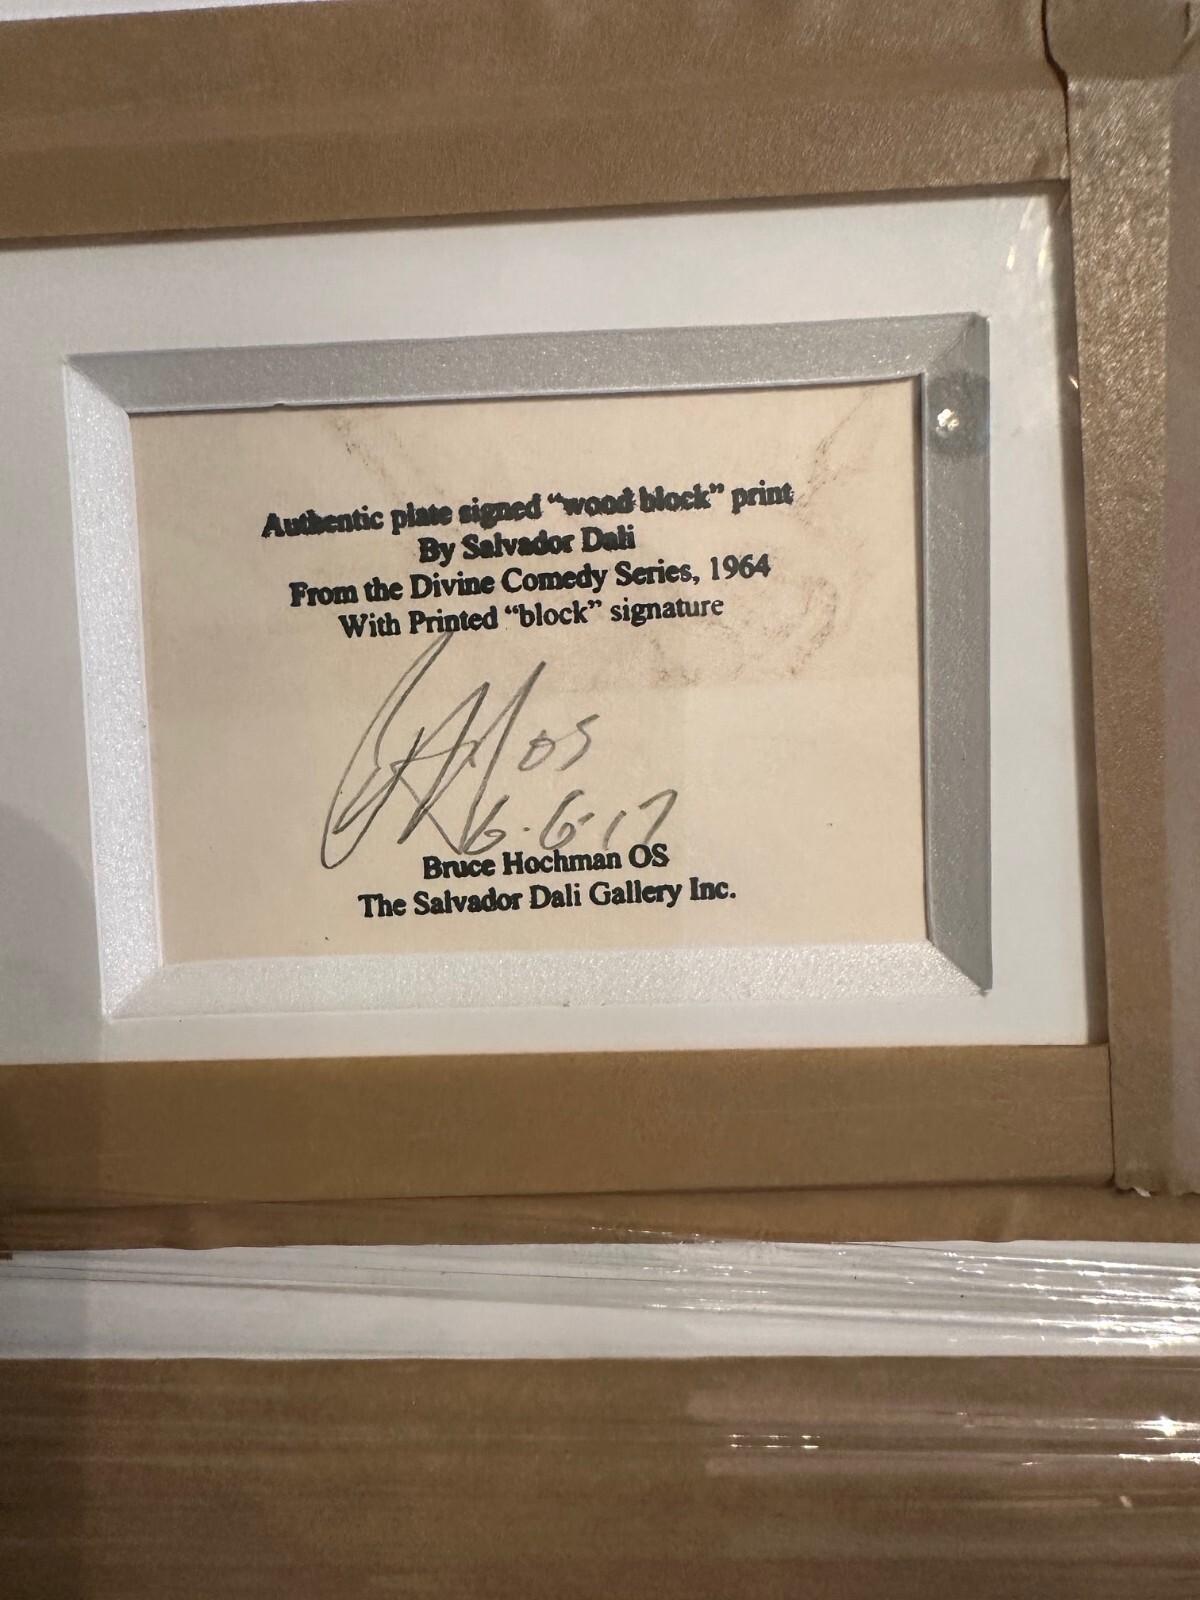 Authentic plate signed “wood block” print
By Salvador Dali
From the Divine Comedy Series, 1964
With Printed “block” signature
OS
6-6-17
Bruce Hochman OS
The Salvador Dali Gallery Inc.